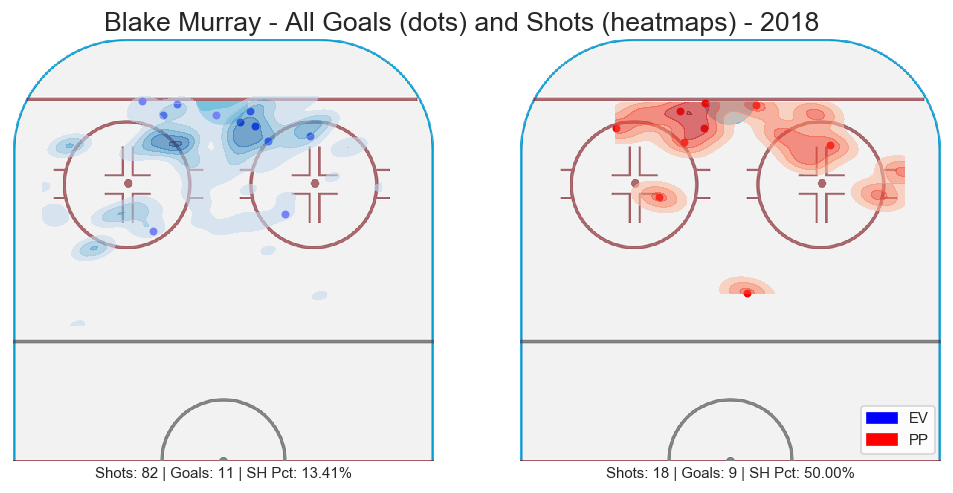 Blake Murray - All Goals (dots) and Shots (heatmaps) - 2018
EV
PP
Shots: 82 | Goals: 11 | SH Pct: 13.41%
Shots: 18 | Goals: 9 | SH Pct: 50.00%